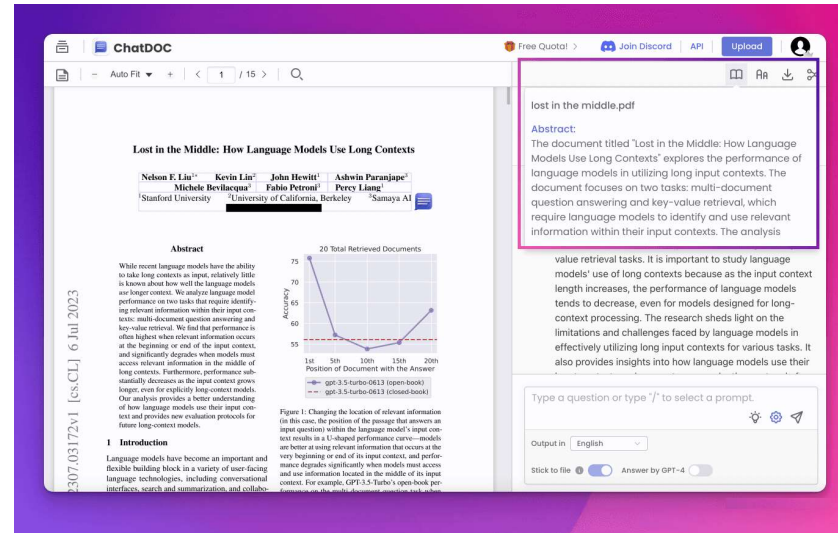 ChatDOC
Free Quota! >
Join Discord
API
Upload
Auto Fit
1 / 15
Lost in the Middle: How Language Models Use Long Contexts
Nelson F. Liu1* Kevin Lin2 John Hewitt1 Ashwin Paranjape3
Michele Bevilacqua3 Fabio Petroni3 Percy Liang1
1Stanford University 2University of California, Berkeley 3Samaya AI
2307.03172v1 [cs.CL] 6 Jul 2023
Abstract
While recent language models have the ability
to take long contexts as input, relatively little
is known about how well the language models
use longer context. We analyze language model
performance on two tasks that require identify-
ing relevant information within their input con-
texts: multi-document question answering and
key-value retrieval. We find that performance is
often highest when relevant information occurs
at the beginning or end of the input context,
and significantly degrades when models must
access relevant information in the middle of
long contexts. Furthermore, performance sub-
stantially decreases as the input context grows
longer, even for explicitly long-context models.
Our analysis provides a better understanding
of how language models use their input con-
text and provides new evaluation protocols for
future long-context models.
1 Introduction
Language models have become an important and
flexible building block in a variety of user-facing
language technologies, including conversational
interfaces, search and summarization, and collabo-
20 Total Retrieved Documents
Accuracy
75
70
65
60
55
1st 5th 10th 15th 20th
Position of Document with the Answer
gpt-3.5-turbo-0613 (open-book)
gpt-3.5-turbo-0613 (closed-book)
Figure 1: Changing the location of relevant information
(in this case, the position of the passage that answers an
input question) within the language model's input con-
text results in a U-shaped performance curve—models
are better at using relevant information that occurs at the
very beginning or end of its input context, and perfor-
mance degrades significantly when models must access
and use information located in the middle of its input
context. For example, GPT-3.5-Turbo's open-book per-
formance on the multi-document question task when
AA
lost in the middle.pdf
Abstract:
The document titled "Lost in the Middle: How Language
Models Use Long Contexts" explores the performance of
language models in utilizing long input contexts. The
document focuses on two tasks: multi-document
question answering and key-value retrieval, which
require language models to identify and use relevant
information within their input contexts. The analysis
value retrieval tasks. It is important to study language
models' use of long contexts because as the input context
length increases, the performance of language models
tends to decrease, even for models designed for long-
context processing. The research sheds light on the
limitations and challenges faced by language models in
effectively utilizing long input contexts for various tasks. It
also provides insights into how language models use their
Type a question or type "/" to select a prompt.
Output in English
Stick to file
Answer by GPT-4